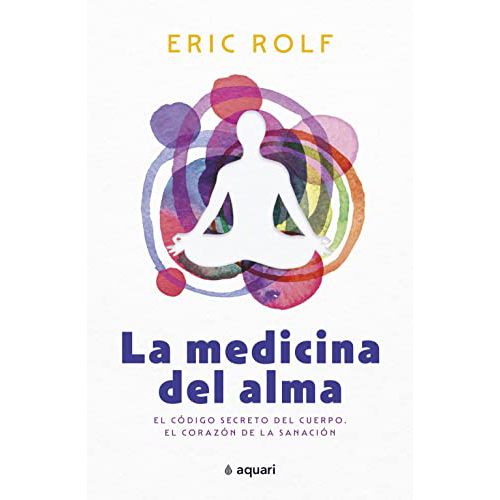 ERIC ROLF
La medicina
del alma
EL CÓDIGO SECRETO DEL CUERPO.
EL CORAZÓN DE LA SANACIÓN
aquari